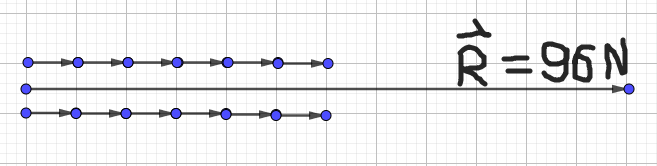 R⃗ = 96 N